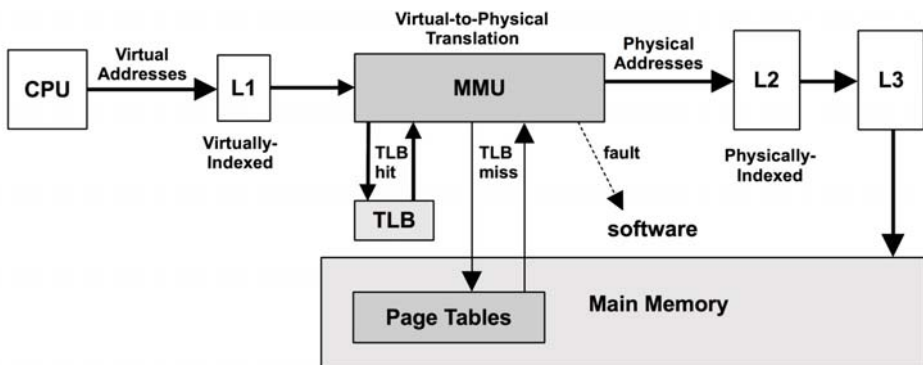 Virtual-to-Physical
Translation
Virtual
Addresses
Physical
Addresses
CPU
L1
MMU
L2
L3
Virtually-
Indexed
TLB
hit
TLB
miss
fault
Physically-
Indexed
TLB
software
Page Tables
Main Memory